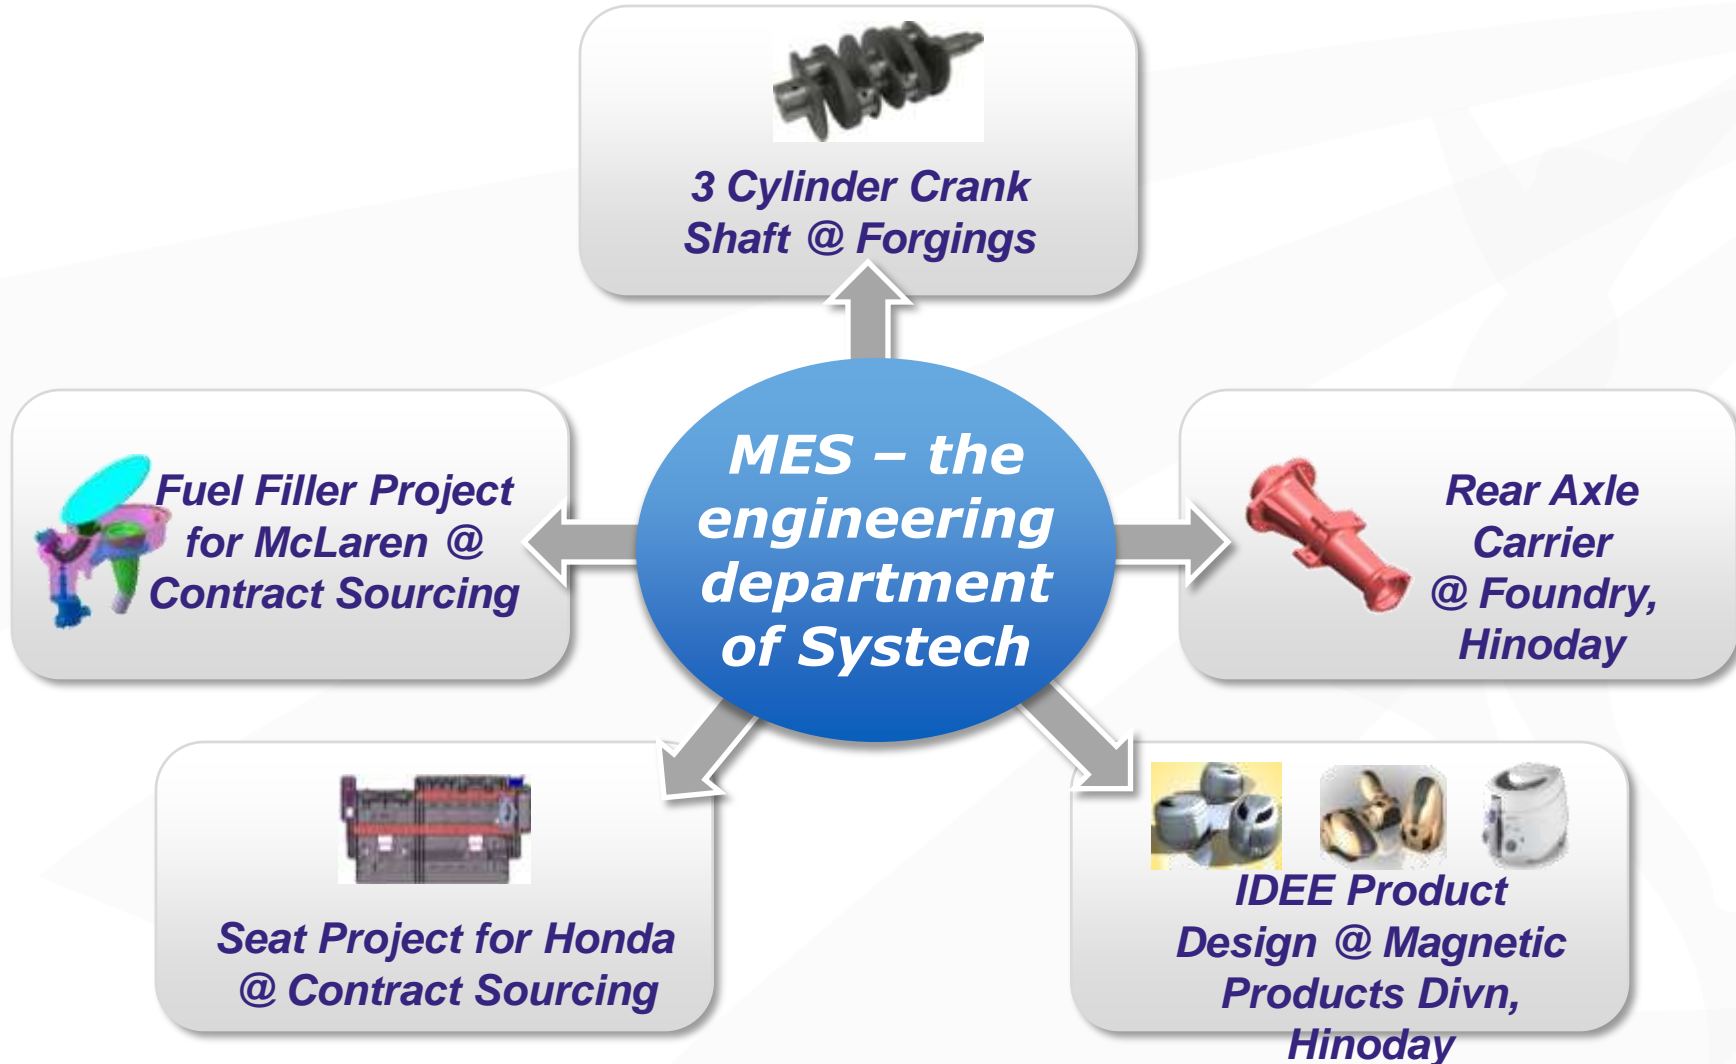 3 Cylinder Crank
Shaft @ Forgings
MES – the
engineering
department
of Systech
Fuel Filler Project
for McLaren @
Contract Sourcing
Rear Axle
Carrier
@ Foundry,
Hinoday
Seat Project for Honda
@ Contract Sourcing
IDEE Product
Design @ Magnetic
Products Divn,
Hinoday